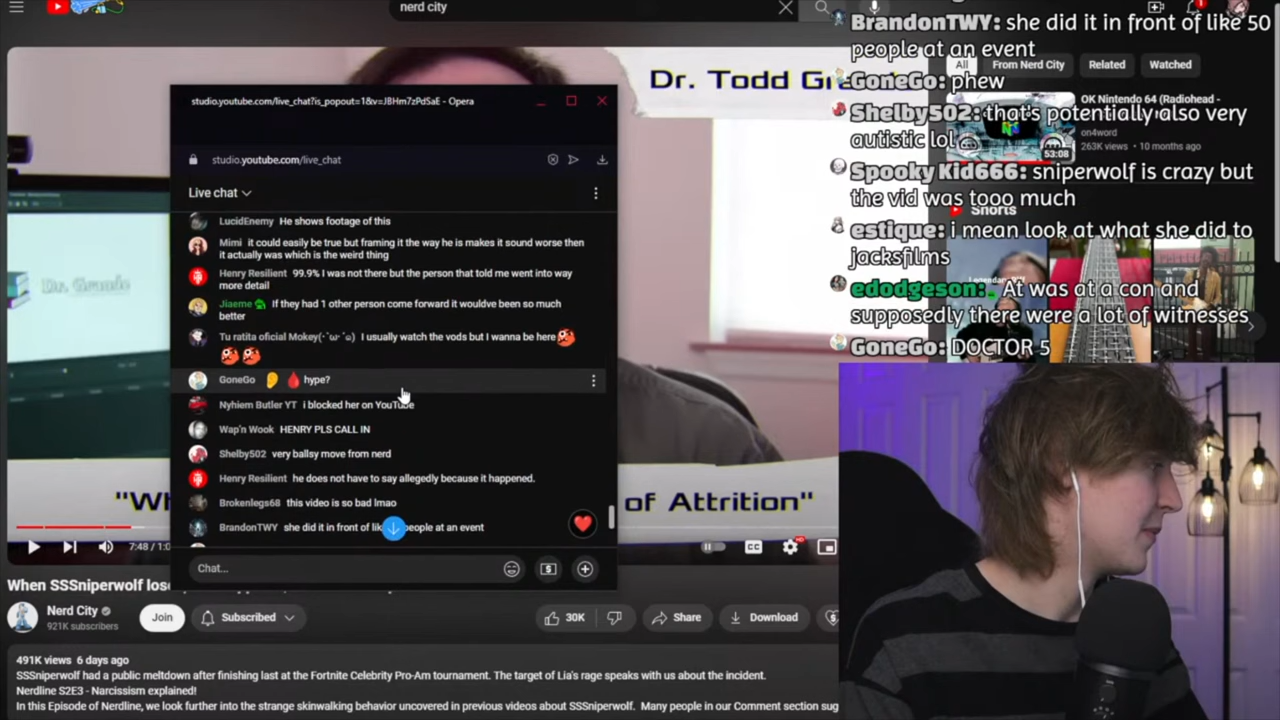 nerd city
BrandonTWY: she did it in front of like 50
people at an event
GoneGo: phew
Shelby502: that's potentially also very
autistic lol
Spooky Kid666: sniperwolf is crazy but
the vid was tooo much
estique: i mean look at what she did to
jacksfilms
edodgeson: At was at a con and
supposedly there were a lot of witnesses
GoneGo: DOCTOR 5
All
From Nerd City
Related
Watched
OK Nintendo 64 (Radiohead -
on4word
263K views • 10 months ago
53:08
Shorts
Dr. Todd
studio.youtube.com/live_chat?is_popout=1&v=J8Hm7zPdSaE - Opera
studio.youtube.com/live_chat
Live chat
LucidEnemy He shows footage of this
Mimi it could easily be true but framing it the way he is makes it sound worse then
it actually was which is the weird thing
Henry Resilient 99.9% I was not there but the person that told me went into way
more detail
Jiaeme If they had 1 other person come forward it wouldve been so much
better
Tu ratita oficial Mokey(･´ω･´๑) I usually watch the vods but I wanna be here
GoneGo hype?
Nyhiem Butler YT i blocked her on YouTube
Wap'n Wook HENRY PLS CALL IN
Shelby502 very ballsy move from nerd
Henry Resilient he does not have to say allegedly because it happened.
Brokenlegs68 this video is so bad lmao
BrandonTWY she did it in front of people at an event
Chat...
Dr. Grande
of Attrition"
7:48
CC
When SSSniperwolf
Nerd City
921K subscribers
Join
Subscribed
30K
Share
Download
491K views 6 days ago
SSSniperwolf had a public meltdown after finishing last at the Fortnite Celebrity Pro-Am tournament. The target of Lia's rage speaks with us about the incident.
Nerdline S2E3 - Narcissism explained!
In this Episode of Nerdline, we look further into the strange skinwalking behavior uncovered in previous videos about SSSniperwolf. Many people in our Comment section